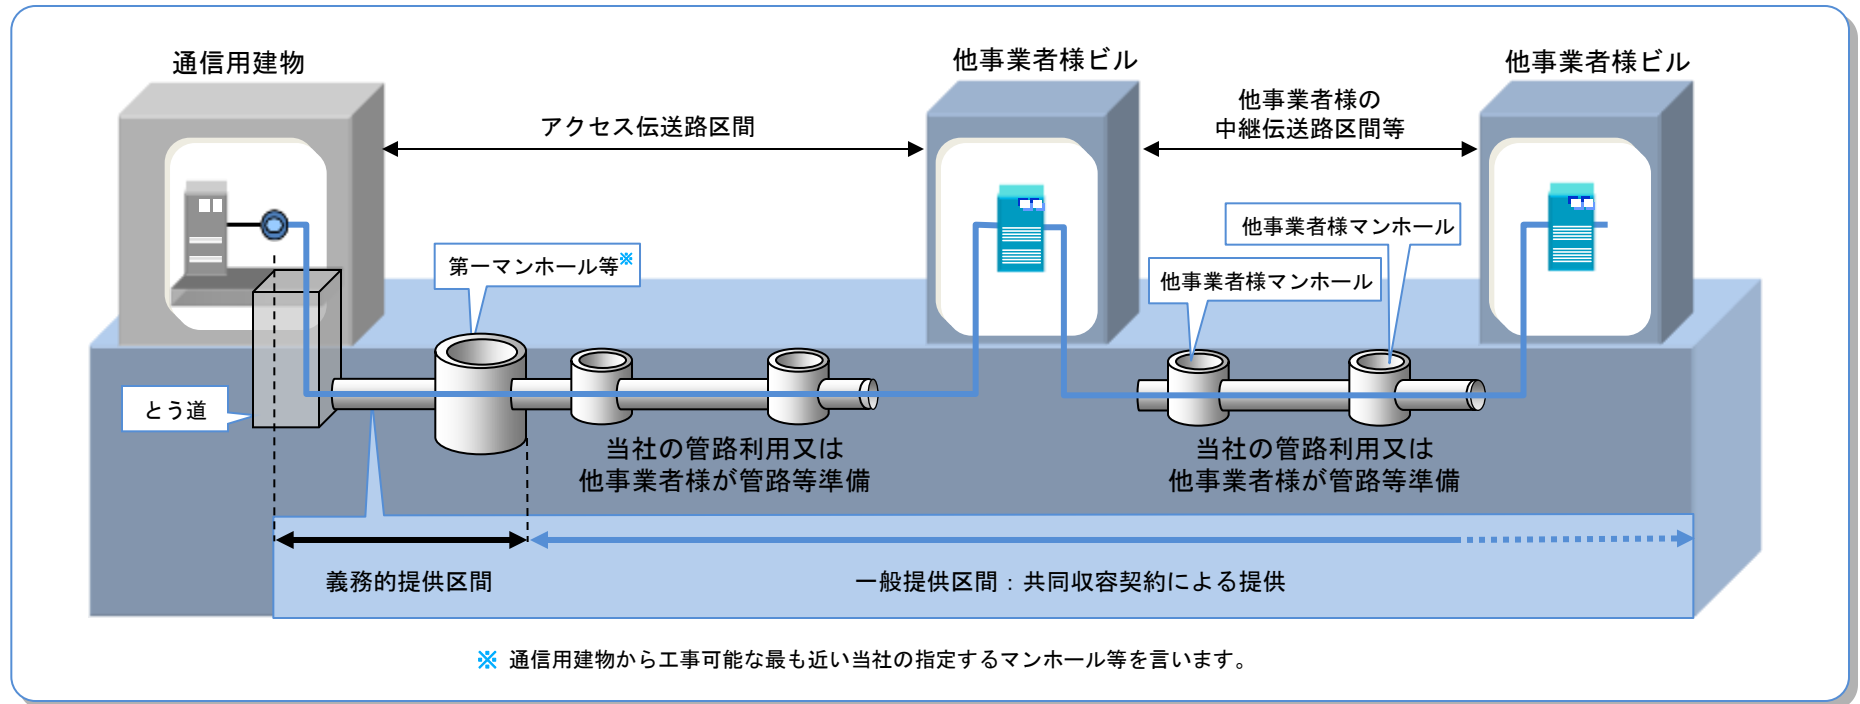 通信用建物
他事業者様ビル
他事業者様ビル
アクセス伝送路区間
他事業者様の
中継伝送路区間等
第一マンホール等※
他事業者様マンホール
他事業者様マンホール
とう道
当社の管路利用又は
他事業者様が管路等準備
当社の管路利用又は
他事業者様が管路等準備
義務的提供区間
一般提供区間：共同収容契約による提供
※ 通信用建物から工事可能な最も近い当社の指定するマンホール等を言います。